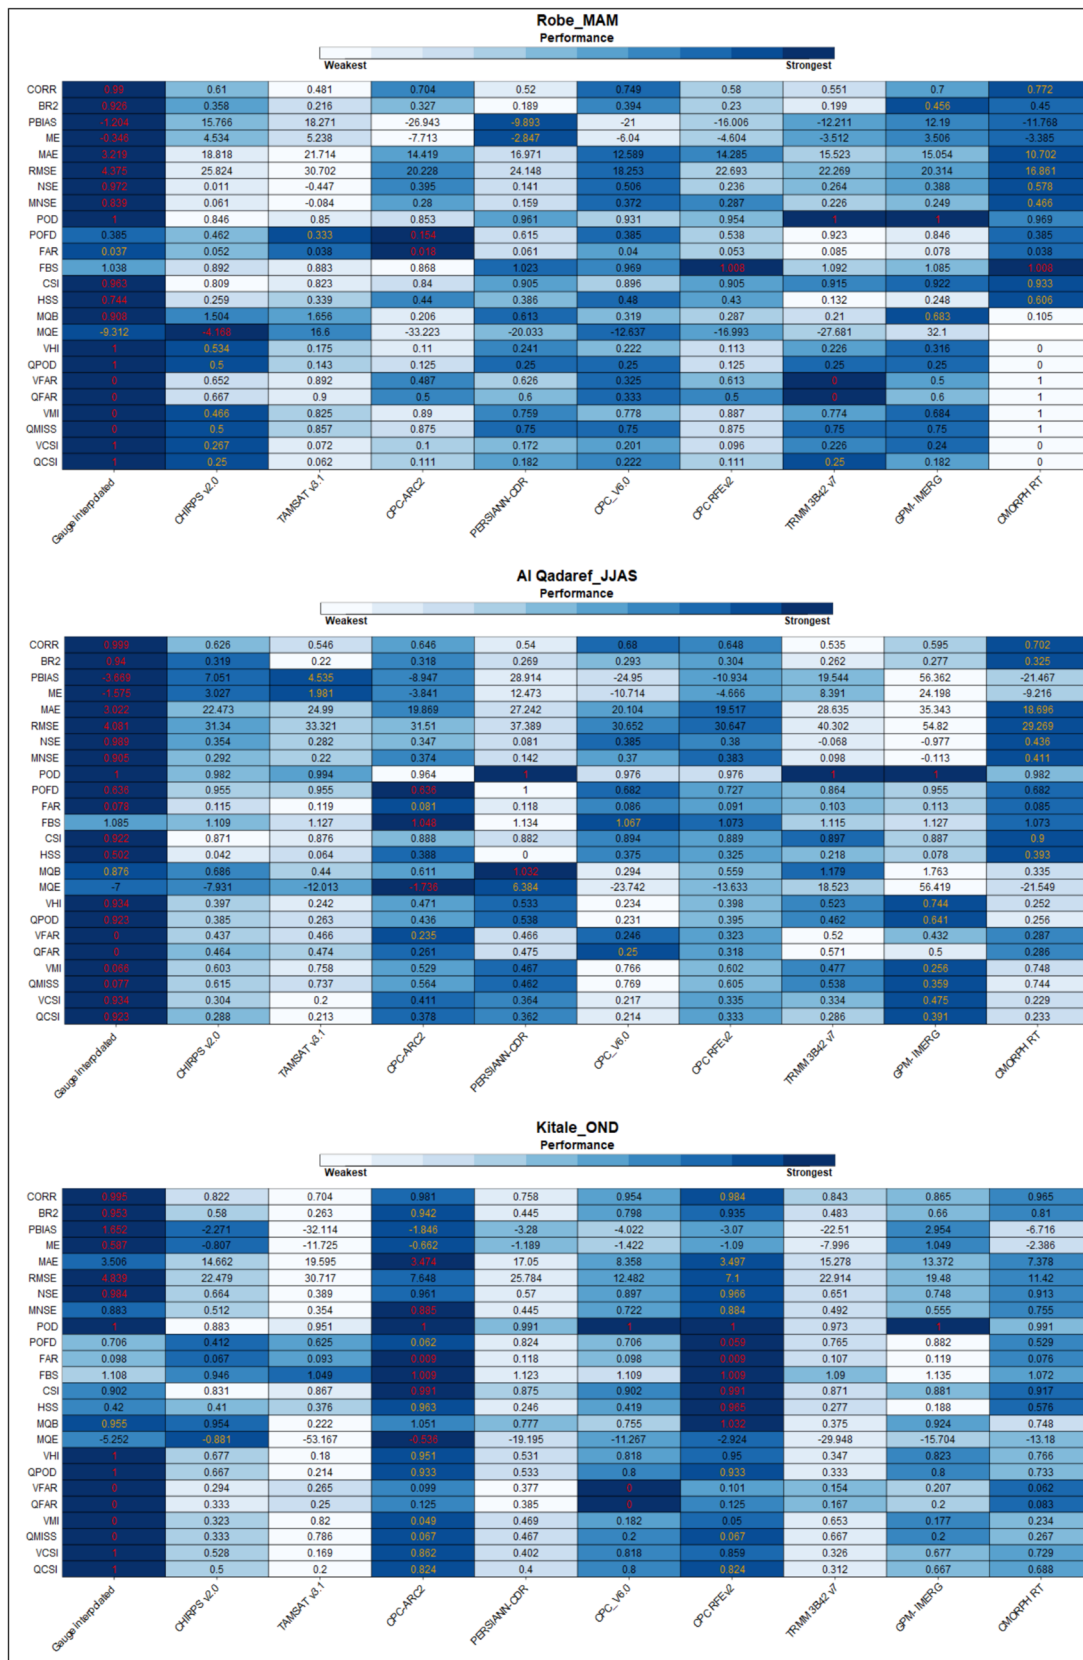 Robe_MAM
Performance
Weakest Strongest
CORR 0.99 0.61 0.481 0.704 0.52 0.749 0.58 0.551 0.7 0.772
BR2 0.926 0.358 0.216 0.327 0.189 0.394 0.23 0.199 0.456 0.45
PBIAS -1.204 15.766 18.271 -26.943 -9.893 -21 -16.006 -12.211 12.19 -11.768
ME -0.346 4.534 5.238 -7.713 -2.847 -6.04 -4.604 -3.512 3.506 -3.385
MAE 3.219 18.818 21.714 14.419 16.971 12.589 14.285 15.523 15.054 10.702
RMSE 4.375 25.824 30.702 20.228 24.148 18.253 22.693 22.269 20.314 16.861
NSE 0.972 0.011 -0.447 0.395 0.141 0.506 0.236 0.264 0.388 0.578
MNSE 0.839 0.061 -0.084 0.28 0.159 0.372 0.287 0.226 0.249 0.466
POD 1 0.846 0.85 0.853 0.961 0.931 0.954 1 1 0.969
POFD 0.385 0.462 0.333 0.154 0.615 0.385 0.538 0.923 0.846 0.385
FAR 0.037 0.052 0.038 0.018 0.061 0.04 0.053 0.085 0.078 0.038
FBS 1.038 0.892 0.883 0.868 1.023 0.969 1.008 1.092 1.085 1.008
CSI 0.963 0.809 0.823 0.84 0.905 0.896 0.905 0.915 0.922 0.933
HSS 0.744 0.259 0.339 0.44 0.386 0.48 0.43 0.132 0.248 0.606
MQB 0.908 1.504 1.656 0.206 0.613 0.319 0.287 0.21 0.683 0.105
MQE -9.312 -4.168 16.6 -33.223 -20.033 -12.637 -16.993 -27.681 32.1
VHI 1 0.534 0.175 0.11 0.241 0.222 0.113 0.226 0.316 0
QPOD 1 0.5 0.143 0.125 0.25 0.25 0.125 0.25 0.25 0
VFAR 0 0.652 0.892 0.487 0.626 0.325 0.613 0 0.5 1
QFAR 0 0.667 0.9 0.5 0.6 0.333 0.5 0 0.6 1
VMI 0 0.466 0.825 0.89 0.759 0.778 0.887 0.774 0.684 1
QMISS 0 0.5 0.857 0.875 0.75 0.75 0.875 0.75 0.75 1
VCSI 1 0.267 0.072 0.1 0.172 0.201 0.096 0.226 0.24 0
QCSI 1 0.25 0.062 0.111 0.182 0.222 0.111 0.25 0.182 0
Gauge Interpolated CHIRPS v2.0 TAMSAT v3.1 CPC-ARC2 PERSIANN-CDR CPC_V6.0 CPC RFEv2 TRMM 3B42 v7 GPM- IMERG CMORPH RT
Al Qadaref_JJAS
Performance
Weakest Strongest
CORR 0.999 0.626 0.546 0.646 0.54 0.68 0.648 0.535 0.595 0.702
BR2 0.94 0.319 0.22 0.318 0.269 0.293 0.304 0.262 0.277 0.325
PBIAS -3.669 7.051 4.535 -8.947 28.914 -24.95 -10.934 19.544 56.362 -21.467
ME -1.575 3.027 1.981 -3.841 12.473 -10.714 -4.666 8.391 24.198 -9.216
MAE 3.022 22.473 24.99 19.869 27.242 20.104 19.517 28.635 35.343 18.696
RMSE 4.081 31.34 33.321 31.51 37.389 30.652 30.647 40.302 54.82 29.269
NSE 0.989 0.354 0.282 0.347 0.081 0.385 0.38 -0.068 -0.977 0.436
MNSE 0.905 0.292 0.22 0.374 0.142 0.37 0.383 0.098 -0.113 0.411
POD 1 0.982 0.994 0.964 1 0.976 0.976 1 1 0.982
POFD 0.636 0.955 0.955 0.636 1 0.682 0.727 0.864 0.955 0.682
FAR 0.078 0.115 0.119 0.081 0.118 0.086 0.091 0.103 0.113 0.085
FBS 1.085 1.109 1.127 1.048 1.134 1.067 1.073 1.115 1.127 1.073
CSI 0.922 0.871 0.876 0.888 0.882 0.894 0.889 0.897 0.887 0.9
HSS 0.502 0.042 0.064 0.388 0 0.375 0.325 0.218 0.078 0.393
MQB 0.876 0.686 0.44 0.611 1.032 0.294 0.559 1.179 1.763 0.335
MQE -7 -7.931 -12.013 -1.736 6.384 -23.742 -13.633 18.523 56.419 -21.549
VHI 0.934 0.397 0.242 0.471 0.533 0.234 0.398 0.523 0.744 0.252
QPOD 0.923 0.385 0.263 0.436 0.538 0.231 0.395 0.462 0.641 0.256
VFAR 0 0.437 0.466 0.235 0.466 0.246 0.323 0.52 0.432 0.287
QFAR 0 0.464 0.474 0.261 0.475 0.25 0.318 0.571 0.5 0.286
VMI 0.066 0.603 0.758 0.529 0.467 0.766 0.602 0.477 0.256 0.748
QMISS 0.077 0.615 0.737 0.564 0.462 0.769 0.605 0.538 0.359 0.744
VCSI 0.934 0.304 0.2 0.411 0.364 0.217 0.335 0.334 0.475 0.229
QCSI 0.923 0.288 0.213 0.378 0.362 0.214 0.333 0.286 0.391 0.233
Gauge Interpolated CHIRPS v2.0 TAMSAT v3.1 CPC-ARC2 PERSIANN-CDR CPC_V6.0 CPC RFEv2 TRMM 3B42 v7 GPM- IMERG CMORPH RT
Kitale_OND
Performance
Weakest Strongest
CORR 0.995 0.822 0.704 0.981 0.758 0.954 0.984 0.843 0.865 0.965
BR2 0.953 0.58 0.263 0.942 0.445 0.798 0.935 0.483 0.66 0.81
PBIAS 1.652 -2.271 -32.114 -1.846 -3.28 -4.022 -3.07 -22.51 2.954 -6.716
ME 0.587 -0.807 -11.725 -0.662 -1.189 -1.422 -1.09 -7.996 1.049 -2.386
MAE 3.506 14.662 19.595 3.474 17.05 8.358 3.497 15.278 13.372 7.378
RMSE 4.839 22.479 30.717 7.648 25.784 12.482 7.1 22.914 19.48 11.42
NSE 0.984 0.664 0.389 0.961 0.57 0.897 0.966 0.651 0.748 0.913
MNSE 0.883 0.512 0.354 0.885 0.445 0.722 0.884 0.492 0.555 0.755
POD 1 0.883 0.951 1 0.991 1 1 0.973 1 0.991
POFD 0.706 0.412 0.625 0.062 0.824 0.706 0.059 0.765 0.882 0.529
FAR 0.098 0.067 0.093 0.009 0.118 0.098 0.009 0.107 0.119 0.076
FBS 1.108 0.946 1.049 1.009 1.123 1.109 1.009 1.09 1.135 1.072
CSI 0.902 0.831 0.867 0.991 0.875 0.902 0.991 0.871 0.881 0.917
HSS 0.42 0.41 0.376 0.963 0.246 0.419 0.965 0.277 0.188 0.576
MQB 0.955 0.954 0.222 1.051 0.777 0.755 1.032 0.375 0.924 0.748
MQE -5.252 -0.881 -53.167 -0.536 -19.195 -11.267 -2.924 -29.948 -15.704 -13.18
VHI 1 0.677 0.18 0.951 0.531 0.818 0.95 0.347 0.823 0.766
QPOD 1 0.667 0.214 0.933 0.533 0.8 0.933 0.333 0.8 0.733
VFAR 0 0.294 0.265 0.099 0.377 0 0.101 0.154 0.207 0.062
QFAR 0 0.333 0.25 0.125 0.385 0 0.125 0.167 0.2 0.083
VMI 0 0.323 0.82 0.049 0.469 0.182 0.05 0.653 0.177 0.234
QMISS 0 0.333 0.786 0.067 0.467 0.2 0.067 0.667 0.2 0.267
VCSI 1 0.528 0.169 0.862 0.402 0.818 0.859 0.326 0.677 0.729
QCSI 1 0.5 0.2 0.824 0.4 0.8 0.824 0.312 0.667 0.688
Gauge Interpolated CHIRPS v2.0 TAMSAT v3.1 CPC-ARC2 PERSIANN-CDR CPC_V6.0 CPC RFEv2 TRMM 3B42 v7 GPM- IMERG CMORPH RT